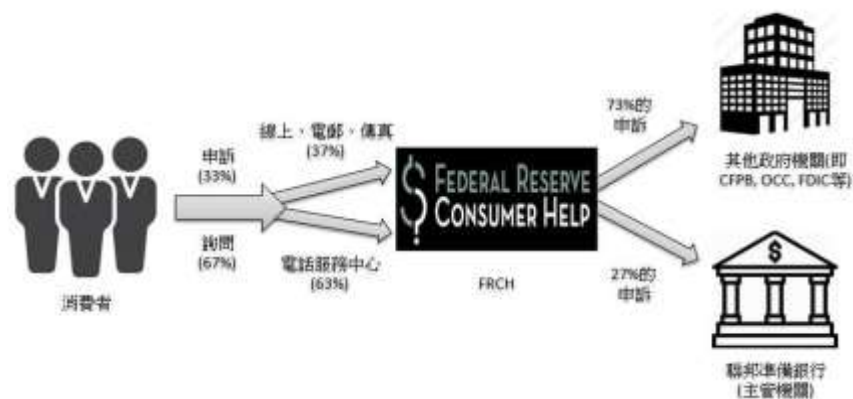 消費者
申訴
(33%)
詢問
(67%)
線上、電郵、傳真
(37%)
電話服務中心
(63%)
$ FEDERAL RESERVE
CONSUMER HELP
FRCH
73%的
申訴
27%的
申訴
其他政府機關(即
CFPB, OCC, FDIC等)
$
聯邦準備銀行
(主管機關)